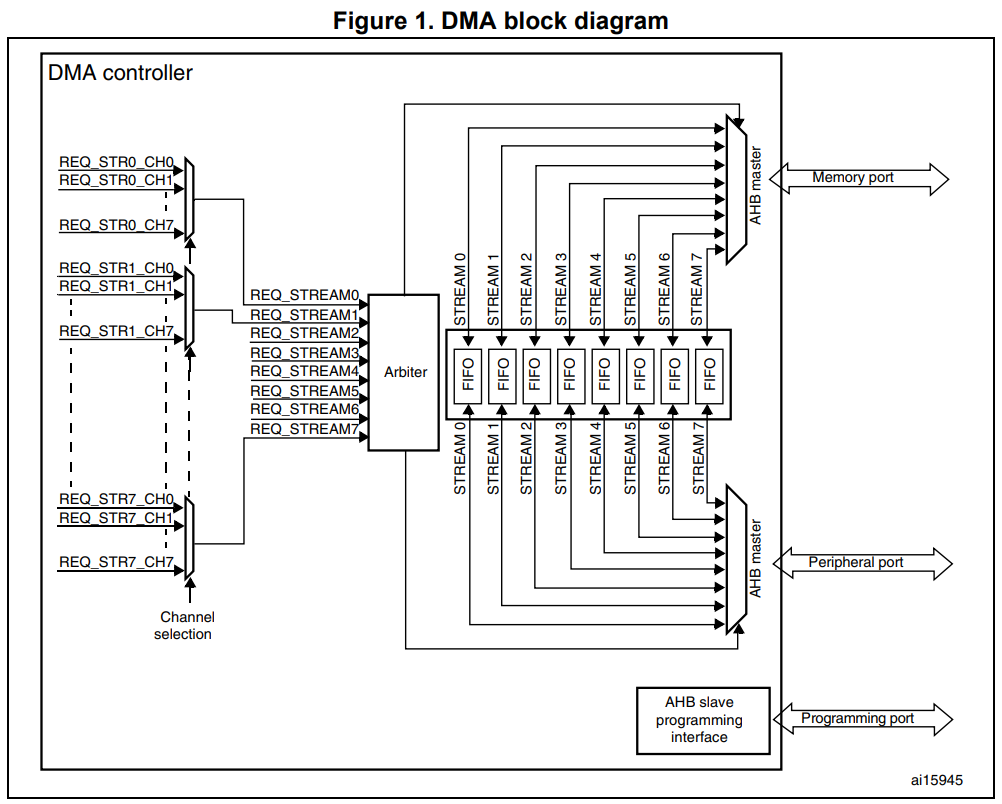 Figure 1. DMA block diagram
DMA controller
REQ_STR0_CH0
REQ_STR0_CH1
REQ_STR0_CH7
REQ_STR1_CH0
REQ_STR1_CH1
REQ_STR1_CH7
REQ_STR7_CH0
REQ_STR7_CH1
REQ_STR7_CH7
Channel
selection
REQ_STREAM0
REQ_STREAM1
REQ_STREAM2
REQ_STREAM3
REQ_STREAM4
REQ_STREAM5
REQ_STREAM6
REQ_STREAM7
Arbiter
STREAM 0
STREAM 1
STREAM 2
STREAM 3
STREAM 4
STREAM 5
STREAM 6
STREAM 7
FIFO
FIFO
FIFO
FIFO
FIFO
FIFO
FIFO
FIFO
STREAM 0
STREAM 1
STREAM 2
STREAM 3
STREAM 4
STREAM 5
STREAM 6
STREAM 7
AHB master
Memory port
AHB master
Peripheral port
AHB slave
programming
interface
Programming port
ai15945